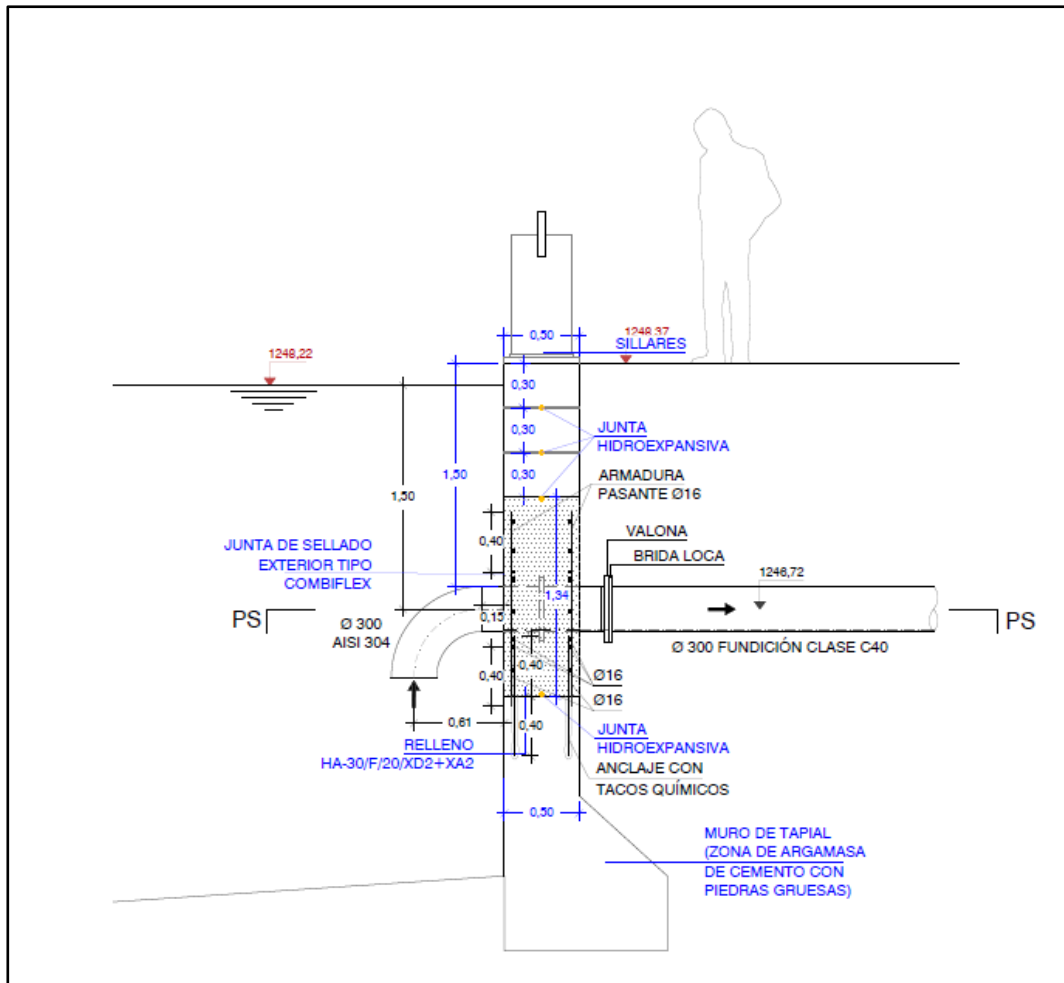 0,50
1248,37
SILLARES
1248,22
0,30
0,30
JUNTA
HIDROEXPANSIVA
1,50
0,30
ARMADURA
PASANTE Ø16
1,50
VALONA
JUNTA DE SELLADO
EXTERIOR TIPO
COMBIFLEX
0,40
BRIDA LOCA
1246,72
1,34
PS
0,15
PS
Ø 300
AISI 304
Ø 300 FUNDICIÓN CLASE C40
0,40
0,40
Ø16
Ø16
0,61
0,40
RELLENO
HA-30/F/20/XD2+XA2
JUNTA
HIDROEXPANSIVA
ANCLAJE CON
TACOS QUÍMICOS
0,50
MURO DE TAPIAL
(ZONA DE ARGAMASA
DE CEMENTO CON
PIEDRAS GRUESAS)